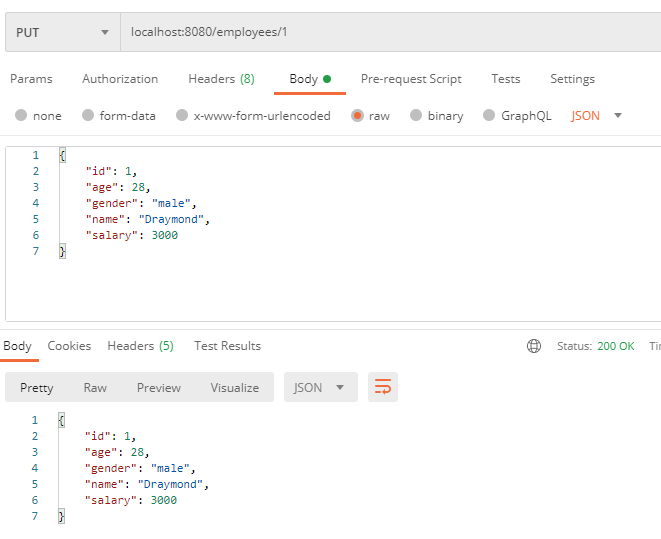 PUT localhost:8080/employees/1
Params Authorization Headers (8) Body Pre-request Script Tests Settings
none form-data x-www-form-urlencoded raw binary GraphQL JSON
1 {
2 "id": 1,
3 "age": 28,
4 "gender": "male",
5 "name": "Draymond",
6 "salary": 3000
7 }
Body Cookies Headers (5) Test Results Status: 200 OK
Pretty Raw Preview Visualize JSON
1 {
2 "id": 1,
3 "age": 28,
4 "gender": "male",
5 "name": "Draymond",
6 "salary": 3000
7 }